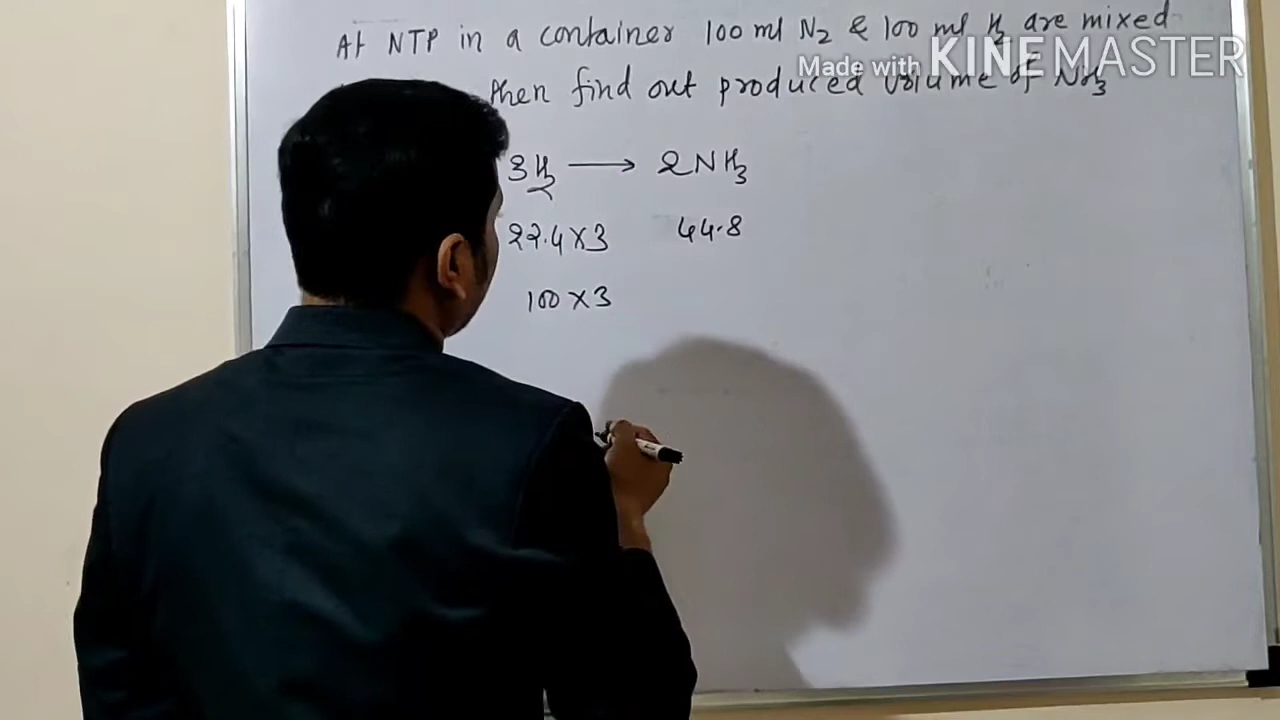 At NTP in a container 100 ml N₂ & 100 ml H₂ are mixed
Made with KINEMASTER
then find out produced volume of NH₃
3H₂ ⟶ 2NH₃
22.4×3 44.8
100×3